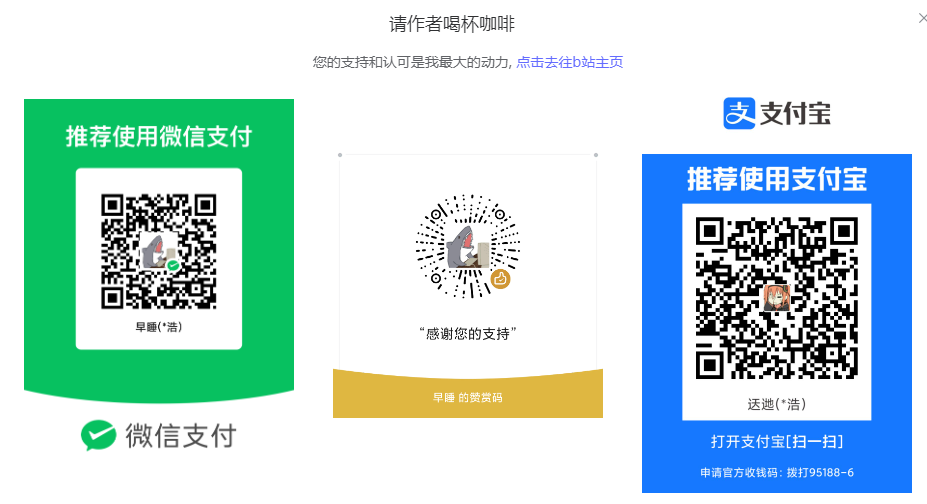 请作者喝杯咖啡
您的支持和认可是我最大的动力, 点击去往b站主页
推荐使用微信支付
早睡(*浩)
微信支付
“感谢您的支持”
早睡 的赞赏码
支付宝
推荐使用支付宝
送迆(*浩)
打开支付宝[扫一扫]
申请官方收钱码：拨打95188-6